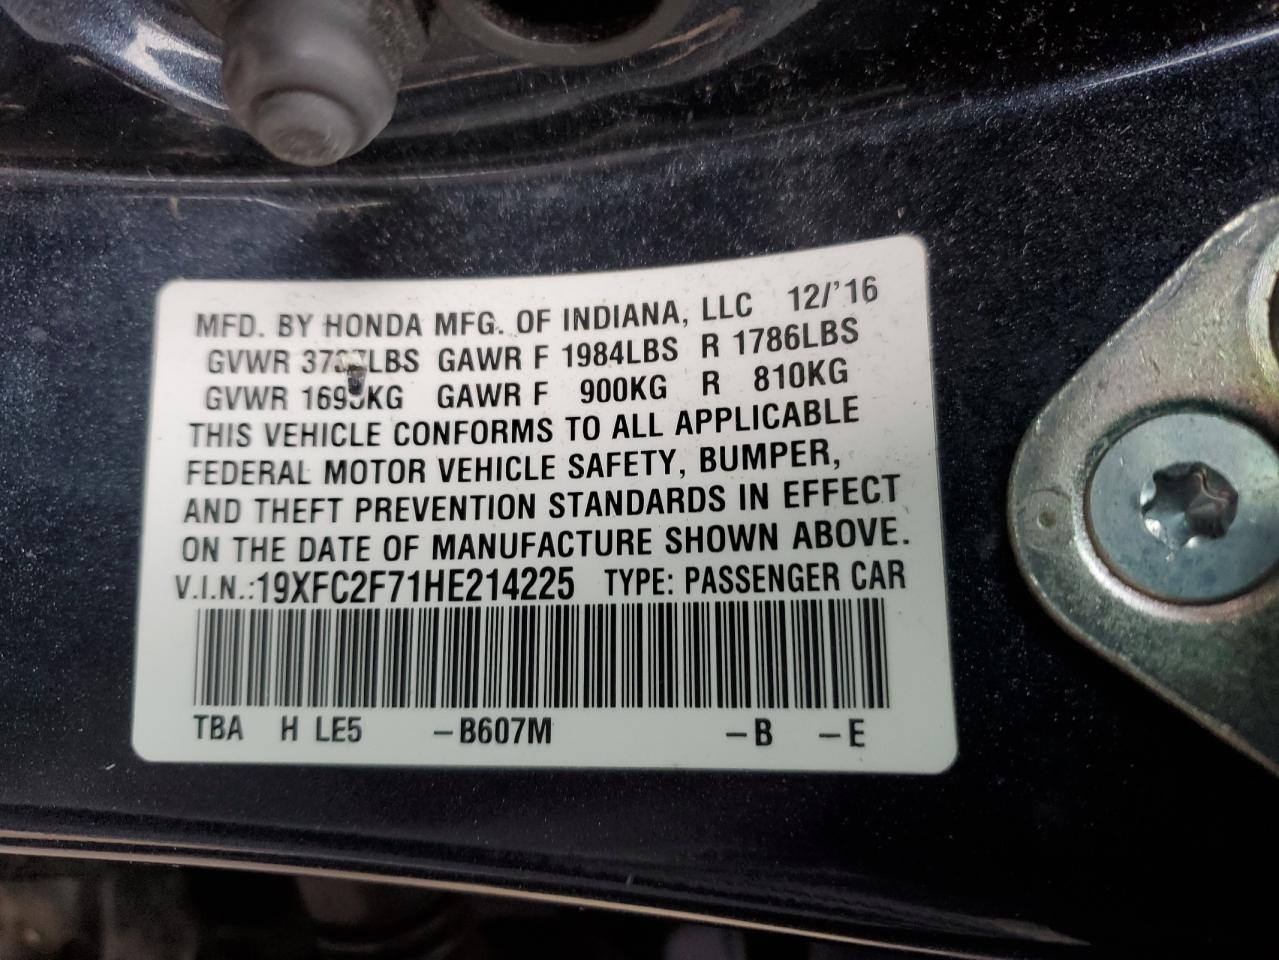 MFD. BY HONDA MFG. OF INDIANA, LLC 12/'16
GVWR GAWR F 1984LBS R 1786LBS
GVWR GAWR F 900KG R 810KG
THIS VEHICLE CONFORMS TO ALL APPLICABLE
FEDERAL MOTOR VEHICLE SAFETY, BUMPER,
AND THEFT PREVENTION STANDARDS IN EFFECT
ON THE DATE OF MANUFACTURE SHOWN ABOVE.
V.I.N.:19XFC2F71HE214225 TYPE: PASSENGER CAR
TBA H LE5 -B607M -B -E